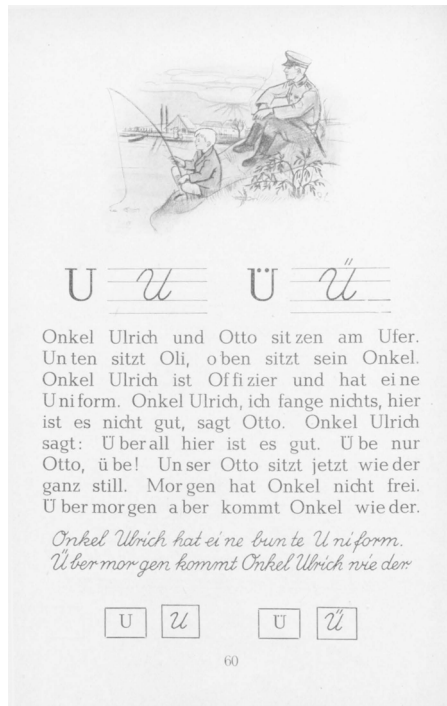 U U Ü Ü
Onkel Ulrich und Otto sit zen am Ufer.
Un ten sitzt Oli, o ben sitzt sein Onkel.
Onkel Ulrich ist Of fi zier und hat ei ne
U ni form. Onkel Ulrich, ich fange nichts, hier
ist es nicht gut, sagt Otto. Onkel Ulrich
sagt: Ü ber all hier ist es gut. Ü be nur
Otto, ü be! Un ser Otto sitzt jetzt wie der
ganz still. Mor gen hat Onkel nicht frei.
Ü ber mor gen a ber kommt Onkel wie der.
Onkel Ulrich hat ei ne bun te U ni form.
Ü ber mor gen kommt Onkel Ulrich wie der.
U U Ü Ü
60